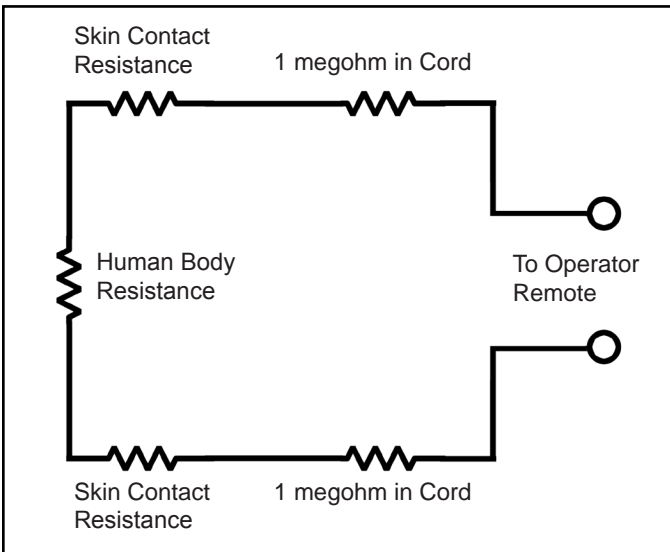 Skin Contact
Resistance
1 megohm in Cord
Human Body
Resistance
To Operator
Remote
Skin Contact
Resistance
1 megohm in Cord